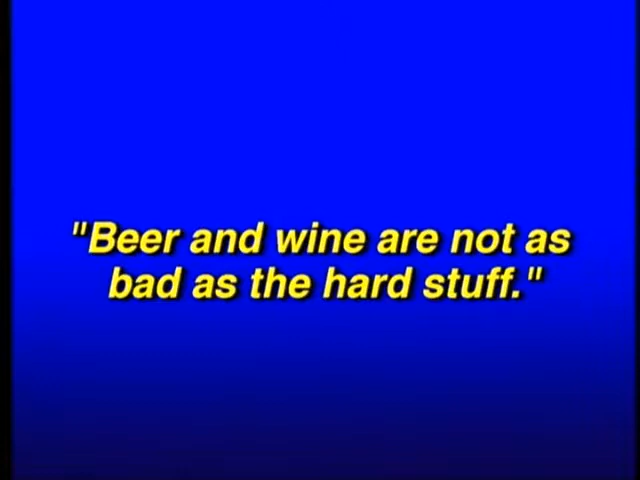 "Beer and wine are not as
bad as the hard stuff."